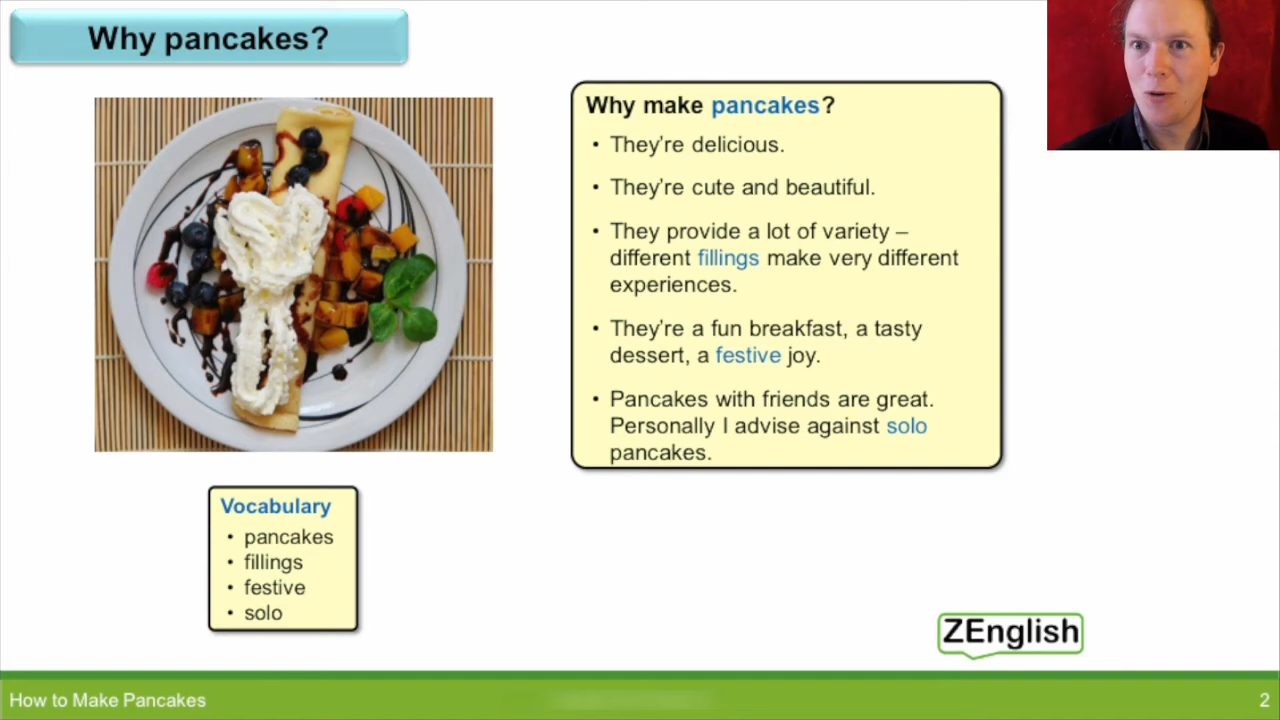 Why pancakes?
Why make pancakes?
• They’re delicious.
• They’re cute and beautiful.
• They provide a lot of variety –
different fillings make very different
experiences.
• They’re a fun breakfast, a tasty
dessert, a festive joy.
• Pancakes with friends are great.
Personally I advise against solo
pancakes.
Vocabulary
• pancakes
• fillings
• festive
• solo
ZEnglish
How to Make Pancakes
2